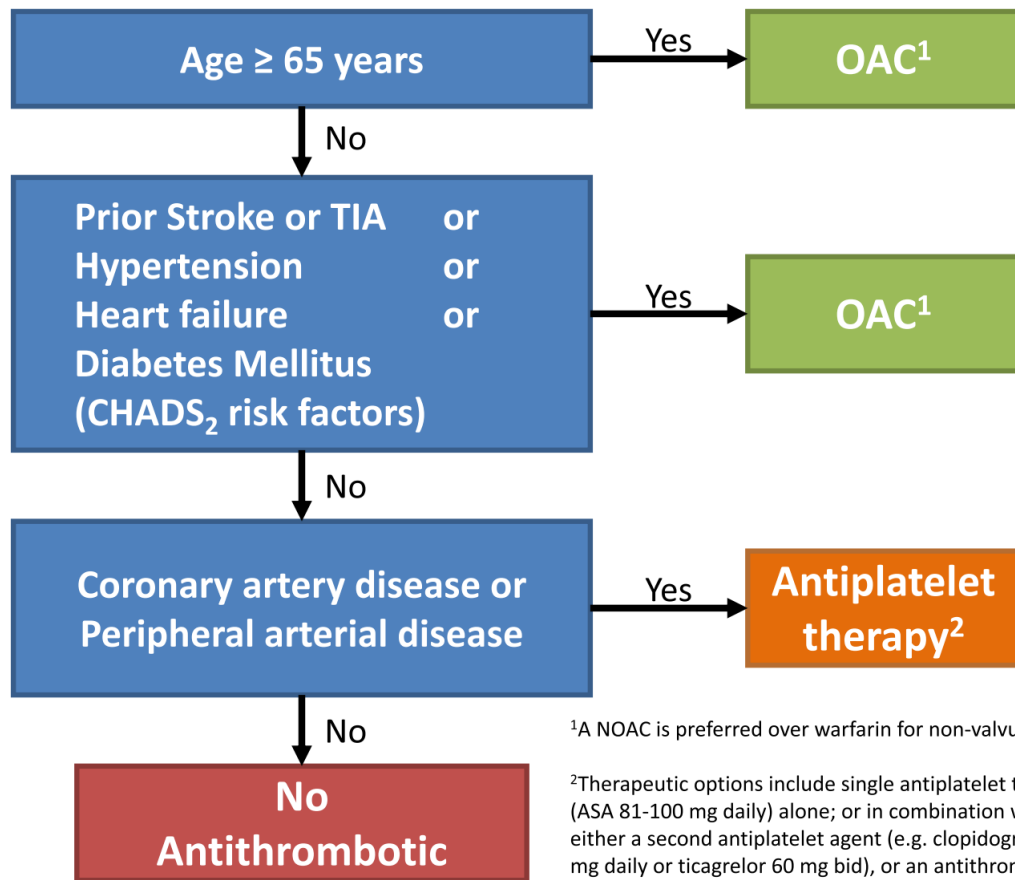 Age ≥ 65 years
Yes
OAC¹
No
Prior Stroke or TIA or
Hypertension or
Heart failure or
Diabetes Mellitus
(CHADS₂ risk factors)
Yes
OAC¹
No
Coronary artery disease or
Peripheral arterial disease
Yes
Antiplatelet
therapy²
No
No
Antithrombotic
¹A NOAC is preferred over warfarin for non-valvu
²Therapeutic options include single antiplatelet t
(ASA 81-100 mg daily) alone; or in combination
either a second antiplatelet agent (e.g. clopidogr
mg daily or ticagrelor 60 mg bid), or an antithron